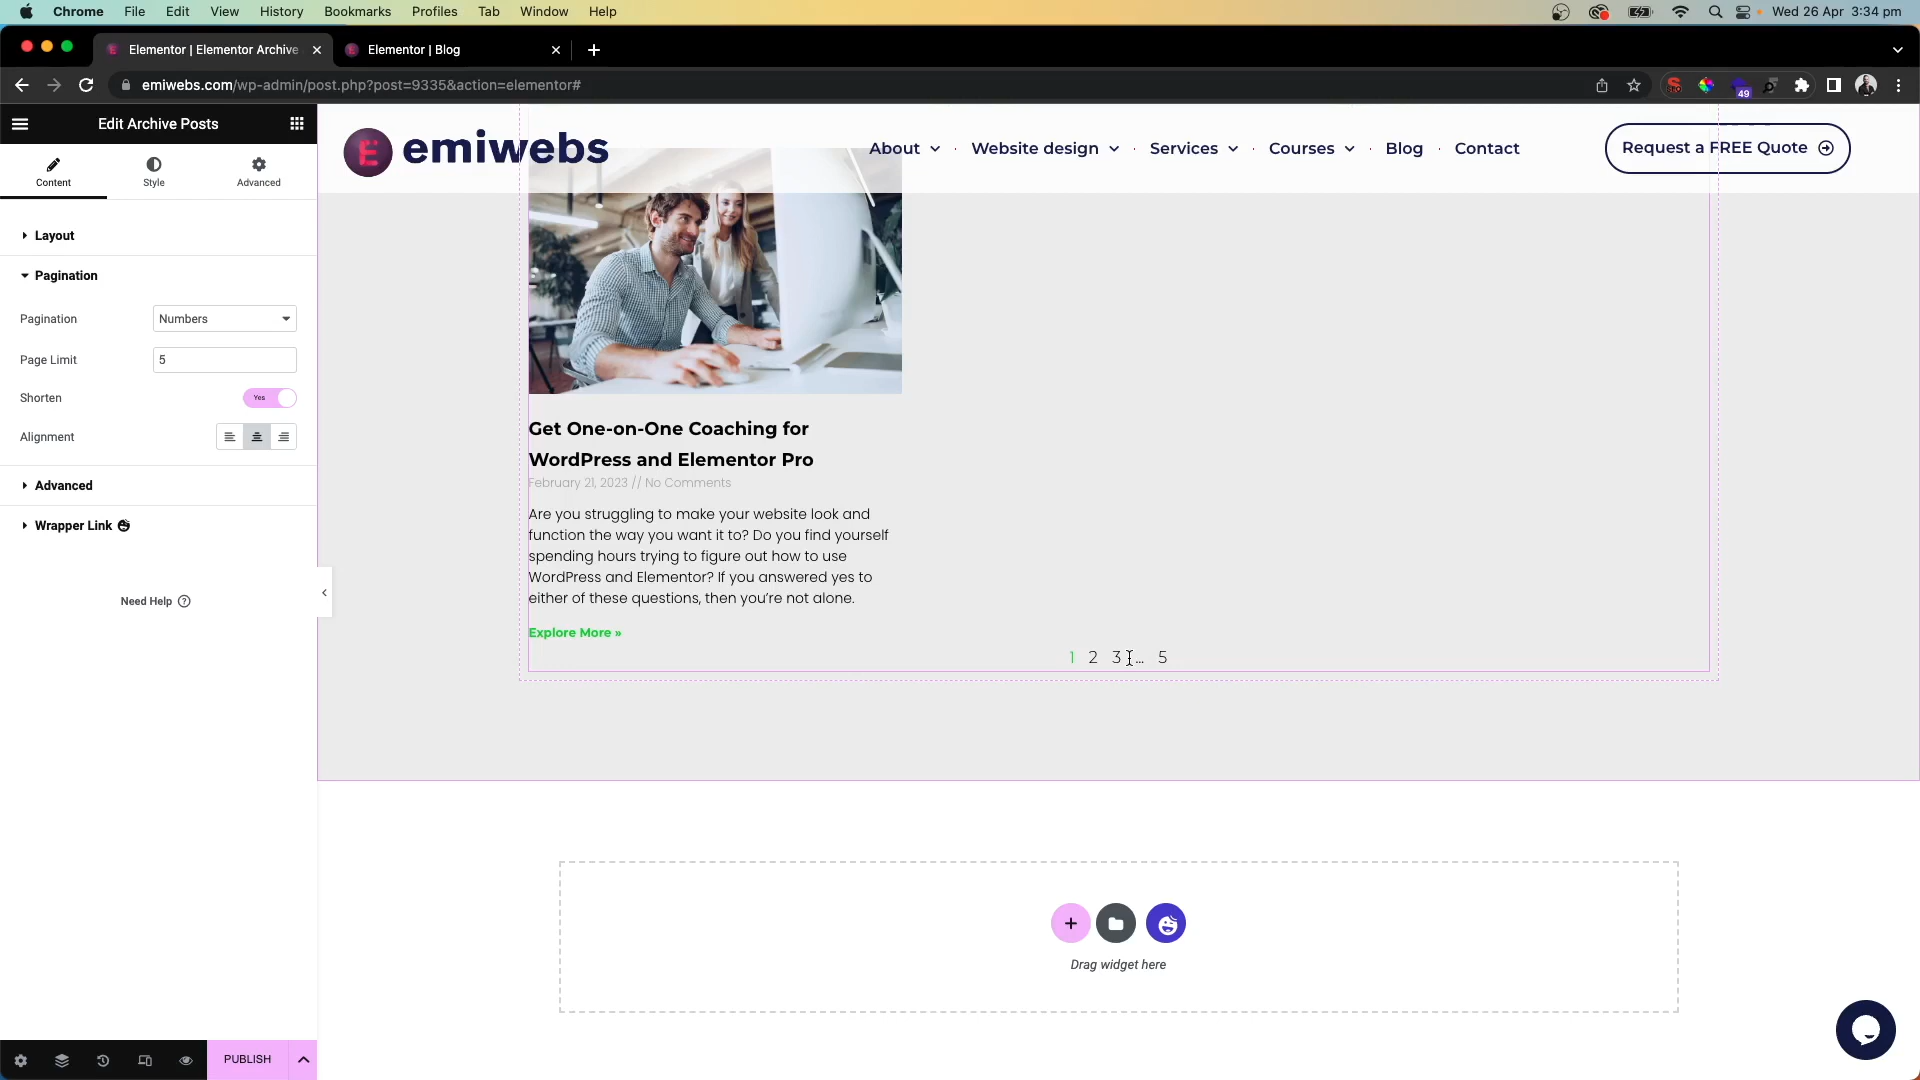 Chrome File Edit View History Bookmarks Profiles Tab Window Help Wed 26 Apr 3:34 pm
Elementor | Elementor Archive Elementor | Blog
emiwebs.com/wp-admin/post.php?post=9335&action=elementor#
49
Edit Archive Posts
Content Style Advanced
Layout
Pagination
Pagination Numbers
Page Limit 5
Shorten Yes
Alignment
Advanced
Wrapper Link
Need Help
PUBLISH
emiwebs
About · Website design · Services · Courses · Blog · Contact
Request a FREE Quote
Get One-on-One Coaching for
WordPress and Elementor Pro
February 21, 2023 // No Comments
Are you struggling to make your website look and
function the way you want it to? Do you find yourself
spending hours trying to figure out how to use
WordPress and Elementor? If you answered yes to
either of these questions, then you’re not alone.
Explore More »
1 2 3 … 5
Drag widget here